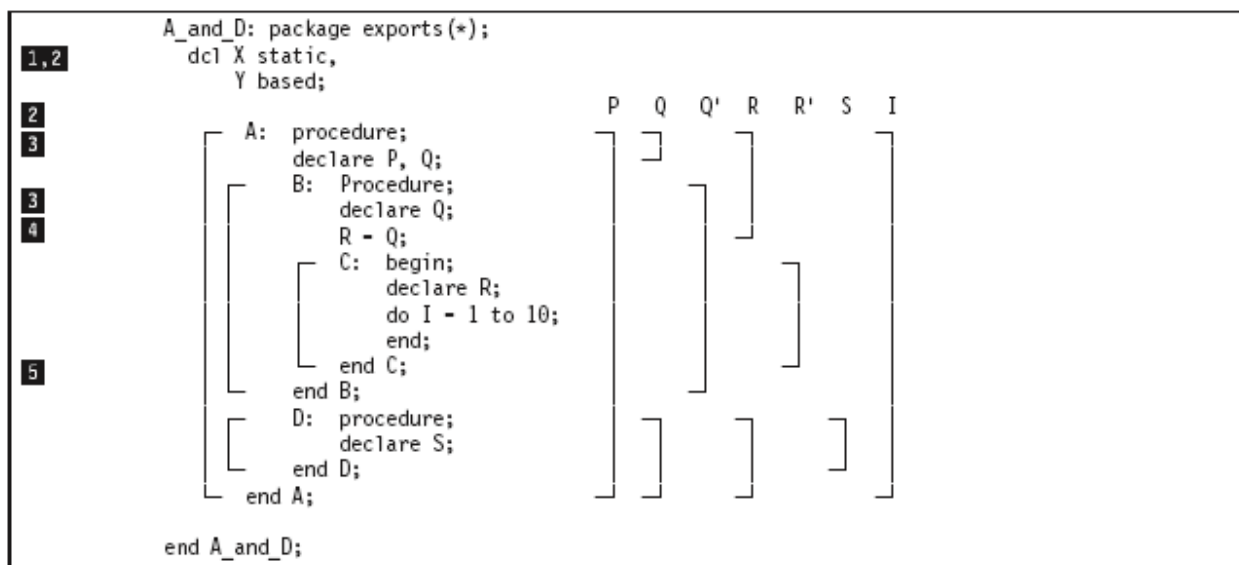 A_and_D: package exports(*);
1,2 dcl X static,
Y based;
P Q Q' R R' S I
2
A: procedure;
3
declare P, Q;
B: Procedure;
3 declare Q;
4 R = Q;
C: begin;
declare R;
do I = 1 to 10;
end;
5 end C;
end B;
D: procedure;
declare S;
end D;
end A;
end A_and_D;